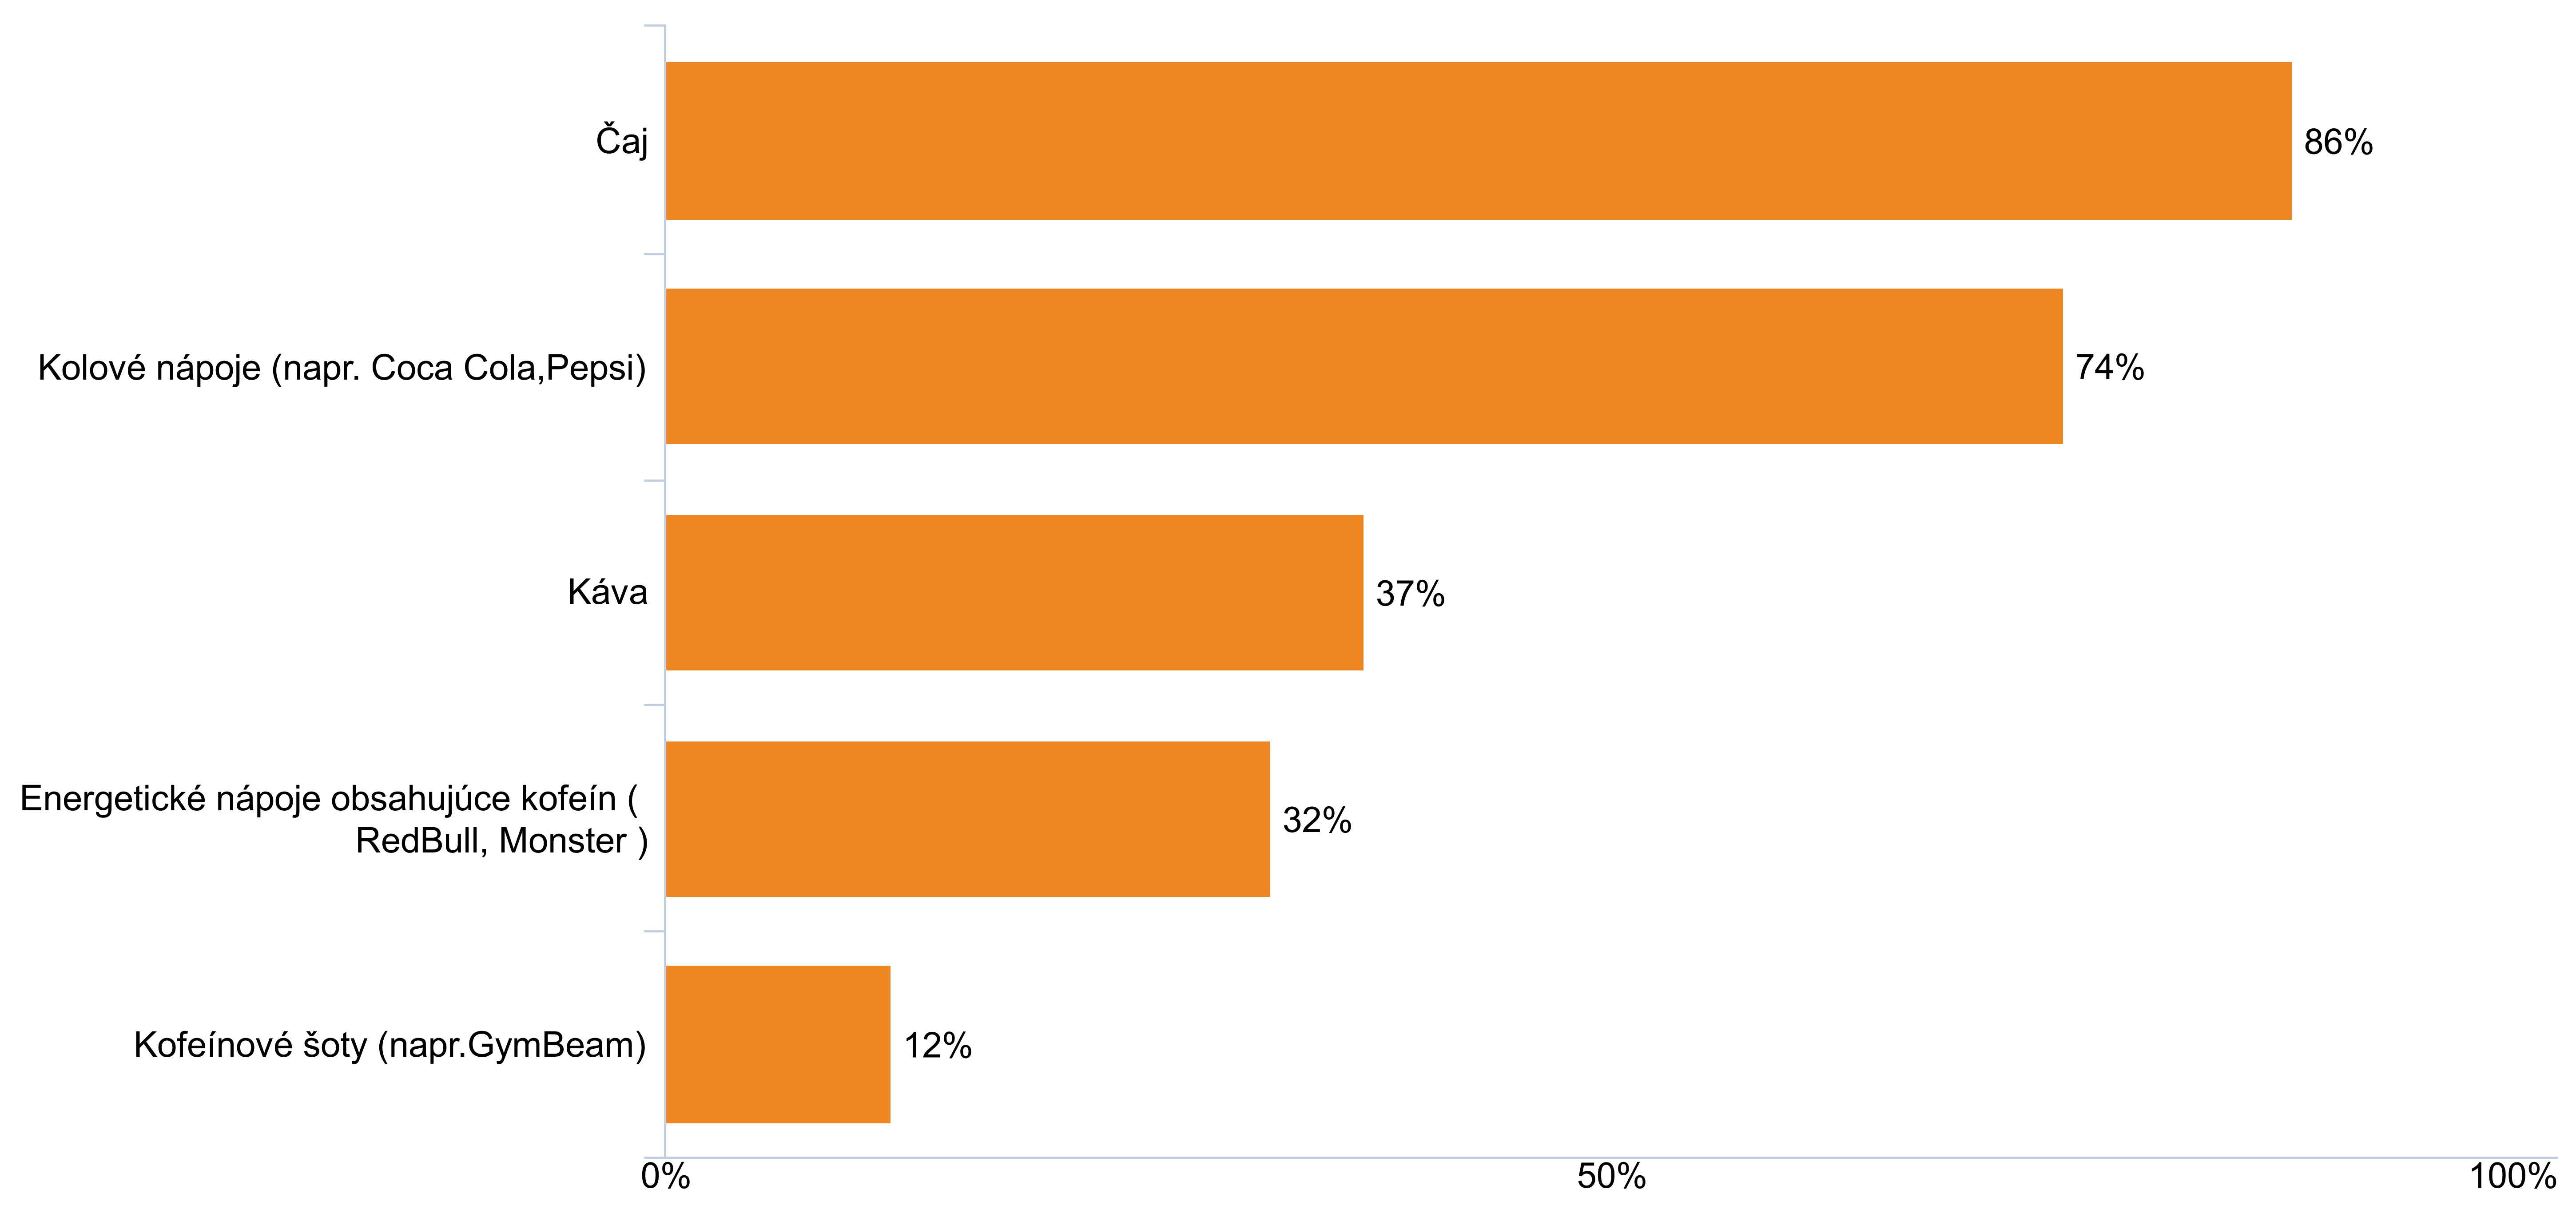 Čaj
86%
Kolové nápoje (napr. Coca Cola,Pepsi)
74%
Káva
37%
Energetické nápoje obsahujúce kofeín (
RedBull, Monster )
32%
Kofeínové šoty (napr.GymBeam)
12%
0%
50%
100%